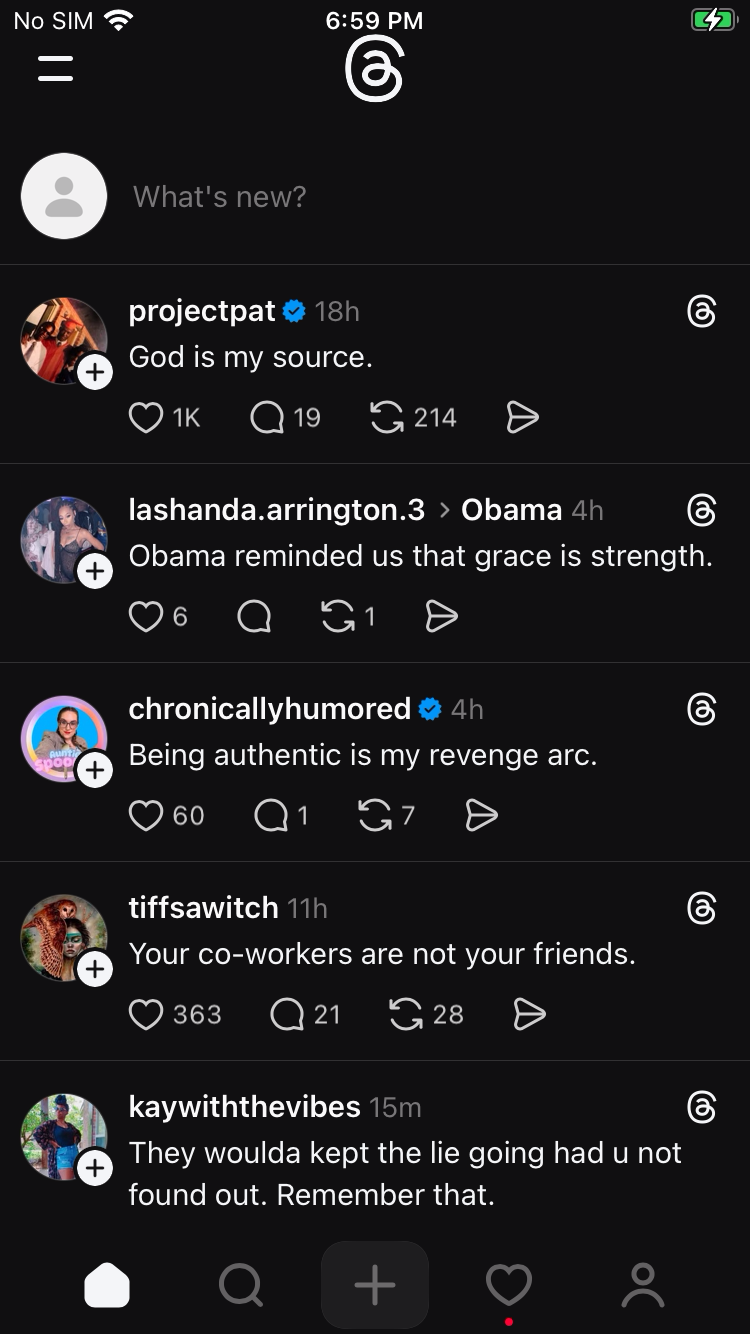 No SIM 6:59 PM
What's new?
projectpat 18h
God is my source.
1K 19 214
lashanda.arrington.3 > Obama 4h
Obama reminded us that grace is strength.
6 1
chronicallyhumored 4h
Being authentic is my revenge arc.
60 1 7
tiffsawitch 11h
Your co-workers are not your friends.
363 21 28
kaywiththevibes 15m
They woulda kept the lie going had u not
found out. Remember that.